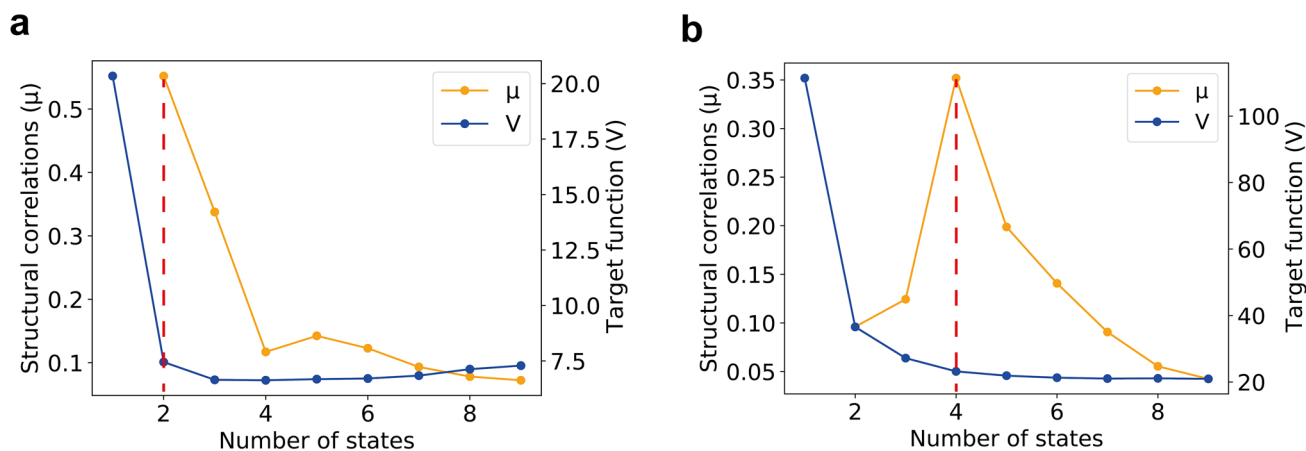 a
Structural correlations (μ)
0.5
0.4
0.3
0.2
0.1
2
4
6
8
Number of states
20.0
17.5
15.0
12.5
10.0
7.5
Target function (V)
μ
V
b
Structural correlations (μ)
0.35
0.30
0.25
0.20
0.15
0.10
0.05
2
4
6
8
Number of states
100
80
60
40
20
Target function (V)
μ
V